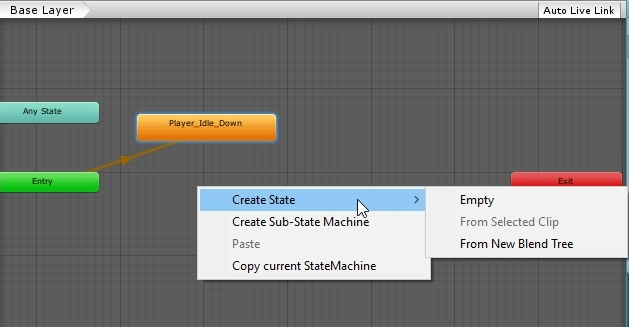 Base Layer
Auto Live Link
Any State
Player_Idle_Down
Entry
Exit
Create State
Empty
Create Sub-State Machine
From Selected Clip
Paste
From New Blend Tree
Copy current StateMachine